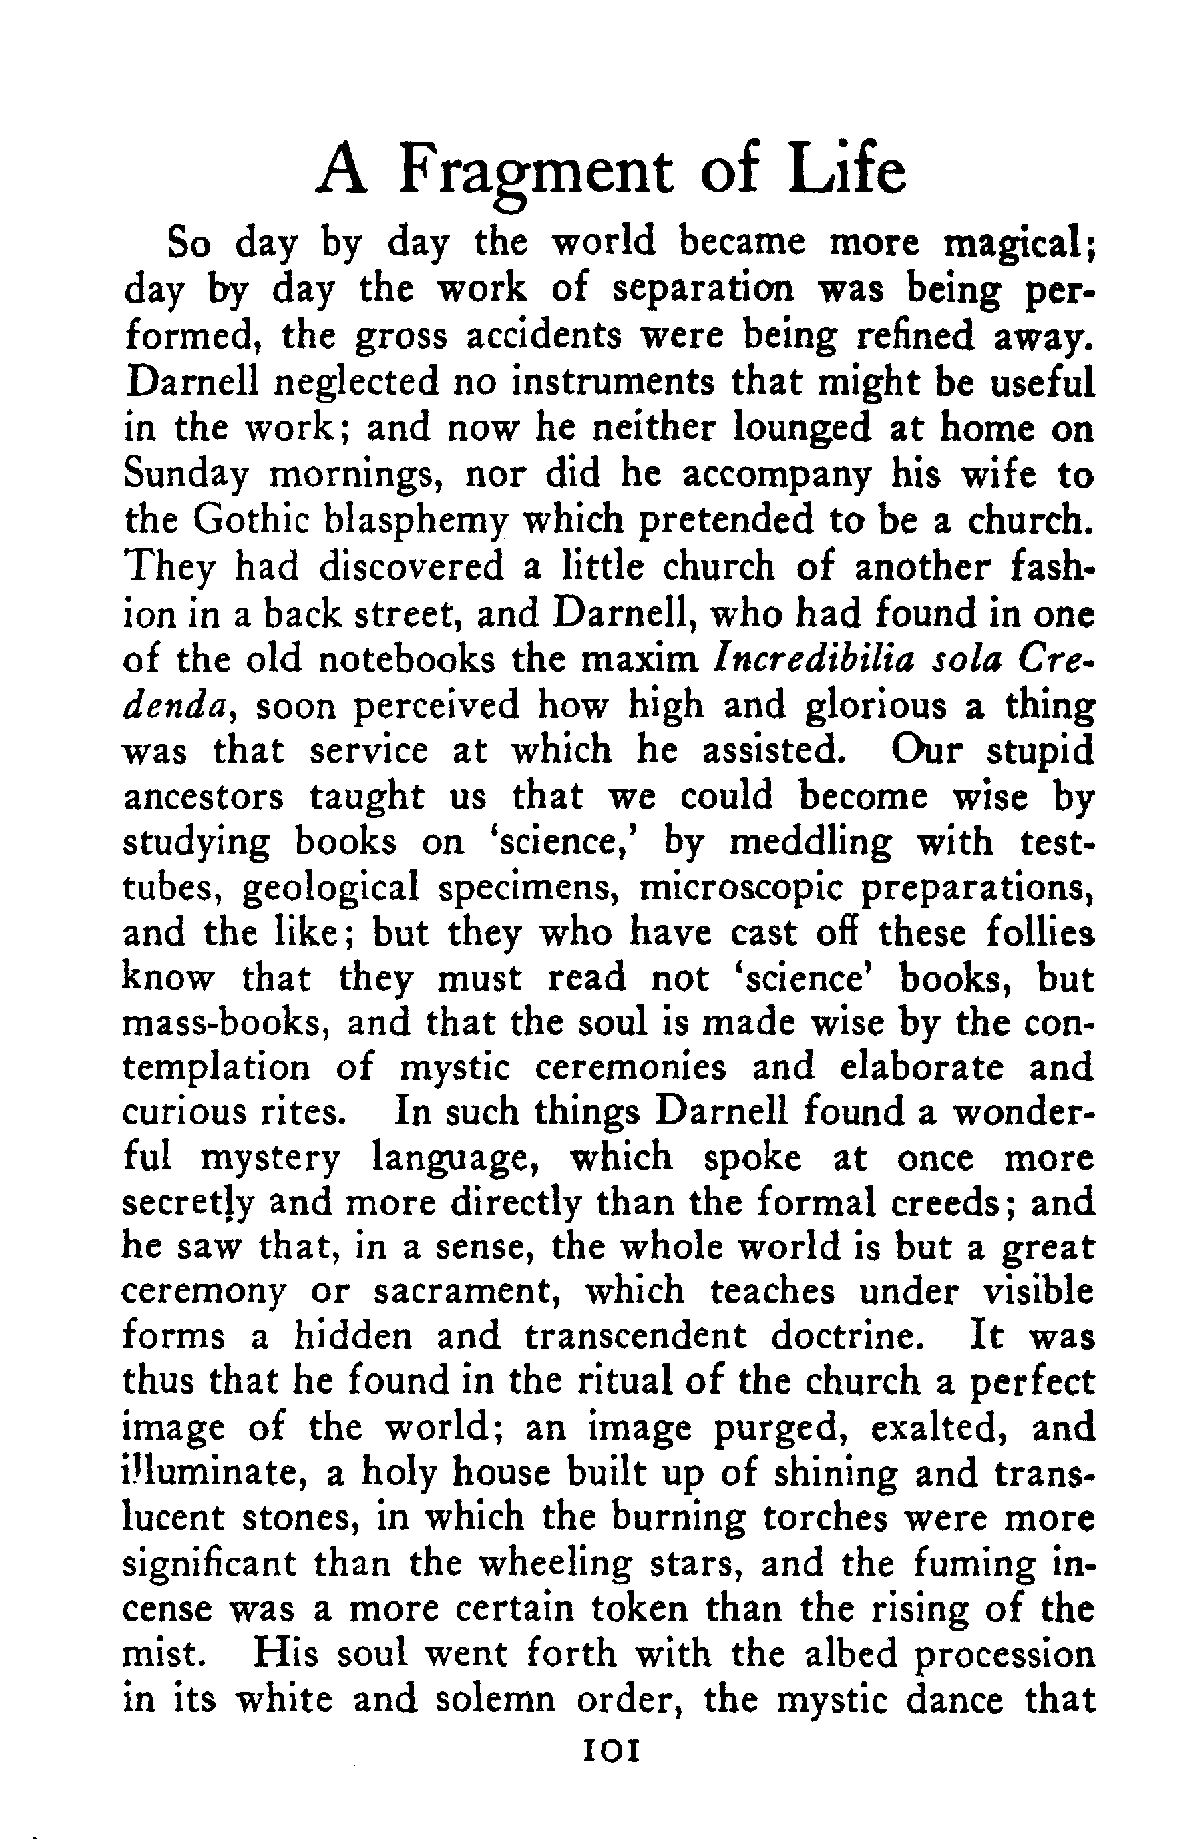 A Fragment of Life
So day by day the world became more magical;
day by day the work of separation was being per-
formed, the gross accidents were being refined away.
Darnell neglected no instruments that might be useful
in the work; and now he neither lounged at home on
Sunday mornings, nor did he accompany his wife to
the Gothic blasphemy which pretended to be a church.
They had discovered a little church of another fash-
ion in a back street, and Darnell, who had found in one
of the old notebooks the maxim Incredibilia sola Cre-
denda, soon perceived how high and glorious a thing
was that service at which he assisted. Our stupid
ancestors taught us that we could become wise by
studying books on ‘science,’ by meddling with test-
tubes, geological specimens, microscopic preparations,
and the like; but they who have cast off these follies
know that they must read not ‘science’ books, but
mass-books, and that the soul is made wise by the con-
templation of mystic ceremonies and elaborate and
curious rites. In such things Darnell found a wonder-
ful mystery language, which spoke at once more
secretly and more directly than the formal creeds; and
he saw that, in a sense, the whole world is but a great
ceremony or sacrament, which teaches under visible
forms a hidden and transcendent doctrine. It was
thus that he found in the ritual of the church a perfect
image of the world; an image purged, exalted, and
illuminate, a holy house built up of shining and trans-
lucent stones, in which the burning torches were more
significant than the wheeling stars, and the fuming in-
cense was a more certain token than the rising of the
mist. His soul went forth with the albed procession
in its white and solemn order, the mystic dance that
101